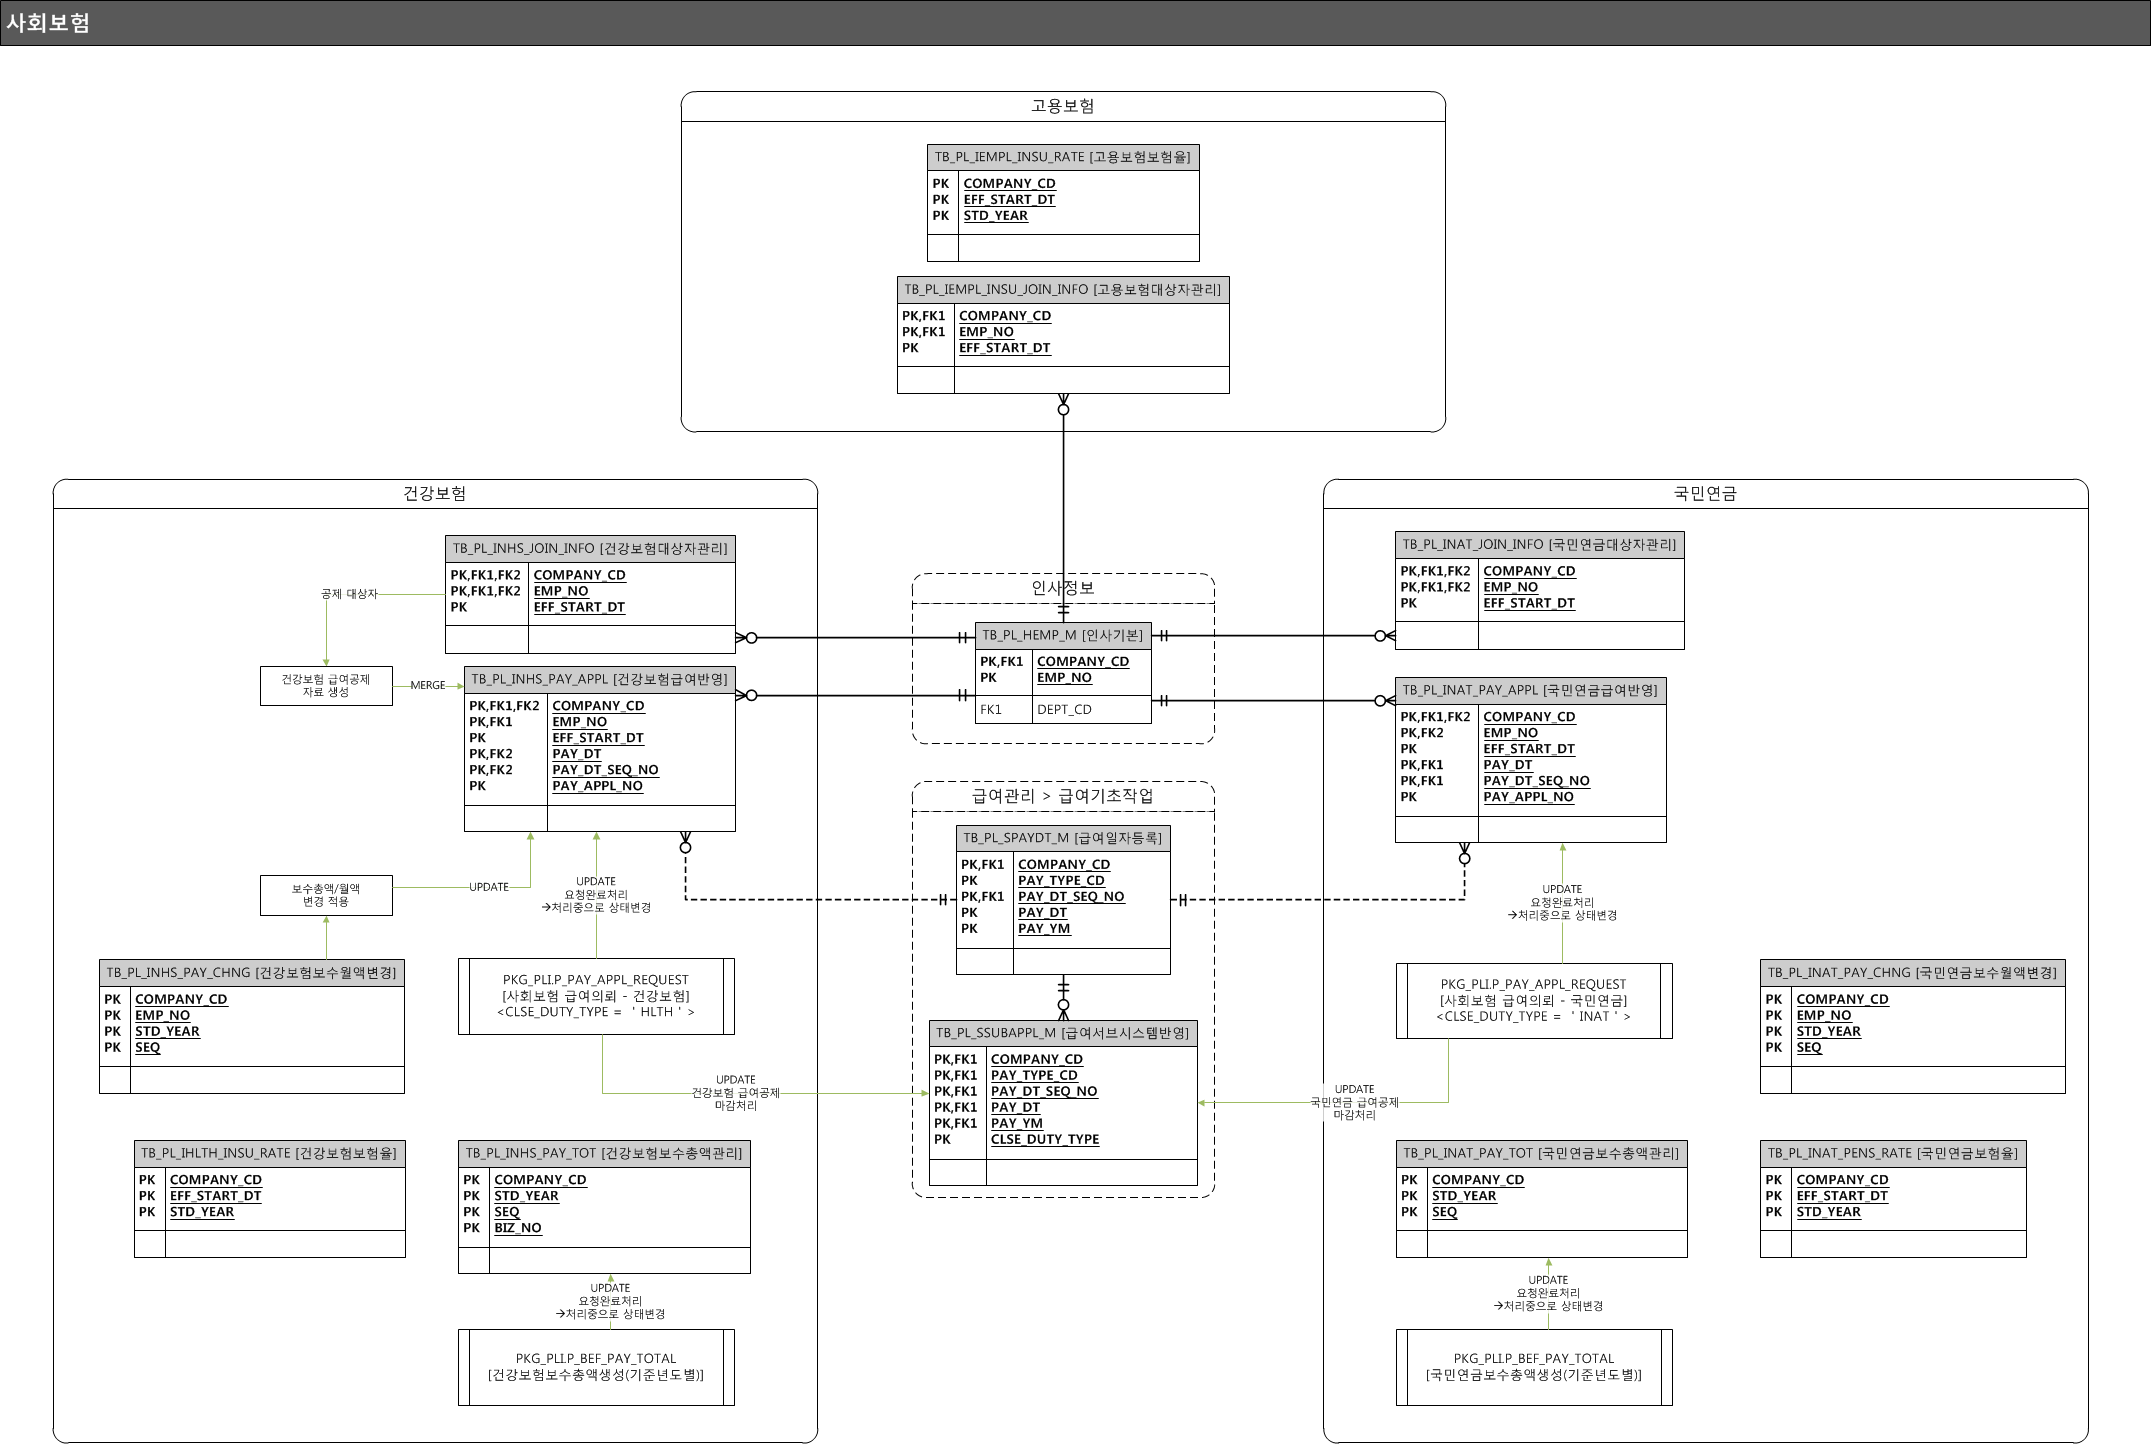 사회보험
고용보험
TB_PL_IEMPL_INSU_RATE [고용보험보험율]
PK COMPANY_CD
PK EFF_START_DT
PK STD_YEAR
TB_PL_IEMPL_INSU_JOIN_INFO [고용보험대상자관리]
PK,FK1 COMPANY_CD
PK,FK1 EMP_NO
PK EFF_START_DT
건강보험
TB_PL_INHS_JOIN_INFO [건강보험대상자관리]
PK,FK1,FK2 COMPANY_CD
PK,FK1,FK2 EMP_NO
PK EFF_START_DT
공제 대상자
건강보험 급여공제
자료 생성
MERGE
TB_PL_INHS_PAY_APPL [건강보험급여반영]
PK,FK1,FK2 COMPANY_CD
PK,FK1 EMP_NO
PK EFF_START_DT
PK,FK2 PAY_DT
PK,FK2 PAY_DT_SEQ_NO
PK PAY_APPL_NO
보수총액/월액
변경 적용
UPDATE
UPDATE
요청완료처리
→처리중으로 상태변경
TB_PL_INHS_PAY_CHNG [건강보험보수월액변경]
PK COMPANY_CD
PK EMP_NO
PK STD_YEAR
PK SEQ
PKG_PLI.P_PAY_APPL_REQUEST
[사회보험 급여의뢰 - 건강보험]
<CLSE_DUTY_TYPE = ' HLTH ' >
UPDATE
건강보험 급여공제
마감처리
TB_PL_IHLTH_INSU_RATE [건강보험보험율]
PK COMPANY_CD
PK EFF_START_DT
PK STD_YEAR
TB_PL_INHS_PAY_TOT [건강보험보수총액관리]
PK COMPANY_CD
PK STD_YEAR
PK SEQ
PK BIZ_NO
UPDATE
요청완료처리
→처리중으로 상태변경
PKG_PLI.P_BEF_PAY_TOTAL
[건강보험보수총액생성(기준년도별)]
인사정보
TB_PL_HEMP_M [인사기본]
PK,FK1 COMPANY_CD
PK EMP_NO
FK1 DEPT_CD
급여관리 > 급여기초작업
TB_PL_SPAYDT_M [급여일자등록]
PK,FK1 COMPANY_CD
PK PAY_TYPE_CD
PK,FK1 PAY_DT_SEQ_NO
PK PAY_DT
PK PAY_YM
TB_PL_SSUBAPPL_M [급여서브시스템반영]
PK,FK1 COMPANY_CD
PK,FK1 PAY_TYPE_CD
PK,FK1 PAY_DT_SEQ_NO
PK,FK1 PAY_DT
PK,FK1 PAY_YM
PK CLSE_DUTY_TYPE
국민연금
TB_PL_INAT_JOIN_INFO [국민연금대상자관리]
PK,FK1,FK2 COMPANY_CD
PK,FK1,FK2 EMP_NO
PK EFF_START_DT
TB_PL_INAT_PAY_APPL [국민연금급여반영]
PK,FK1,FK2 COMPANY_CD
PK,FK2 EMP_NO
PK EFF_START_DT
PK,FK1 PAY_DT
PK,FK1 PAY_DT_SEQ_NO
PK PAY_APPL_NO
UPDATE
요청완료처리
→처리중으로 상태변경
PKG_PLI.P_PAY_APPL_REQUEST
[사회보험 급여의뢰 - 국민연금]
<CLSE_DUTY_TYPE = ' INAT ' >
UPDATE
국민연금 급여공제
마감처리
TB_PL_INAT_PAY_CHNG [국민연금보수월액변경]
PK COMPANY_CD
PK EMP_NO
PK STD_YEAR
PK SEQ
TB_PL_INAT_PAY_TOT [국민연금보수총액관리]
PK COMPANY_CD
PK STD_YEAR
PK SEQ
TB_PL_INAT_PENS_RATE [국민연금보험율]
PK COMPANY_CD
PK EFF_START_DT
PK STD_YEAR
UPDATE
요청완료처리
→처리중으로 상태변경
PKG_PLI.P_BEF_PAY_TOTAL
[국민연금보수총액생성(기준년도별)]